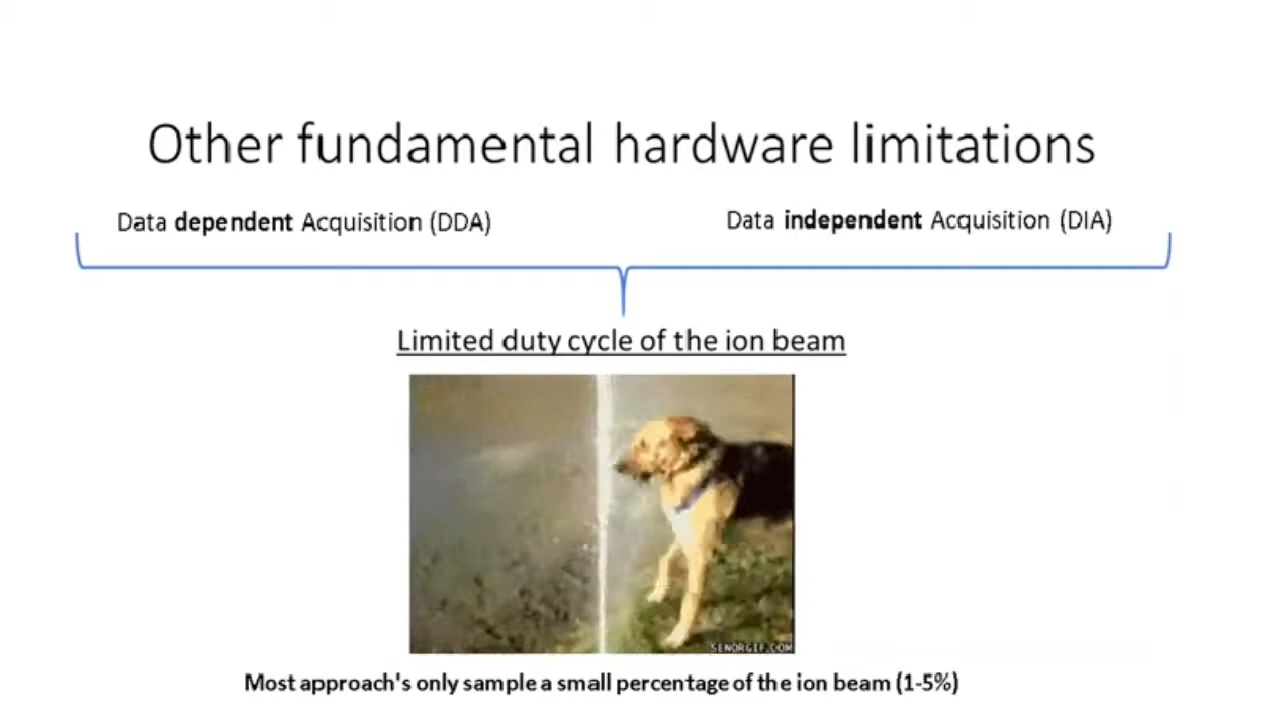 Other fundamental hardware limitations
Data dependent Acquisition (DDA)
Data independent Acquisition (DIA)
Limited duty cycle of the ion beam
SENORGIF.COM
Most approach's only sample a small percentage of the ion beam (1-5%)